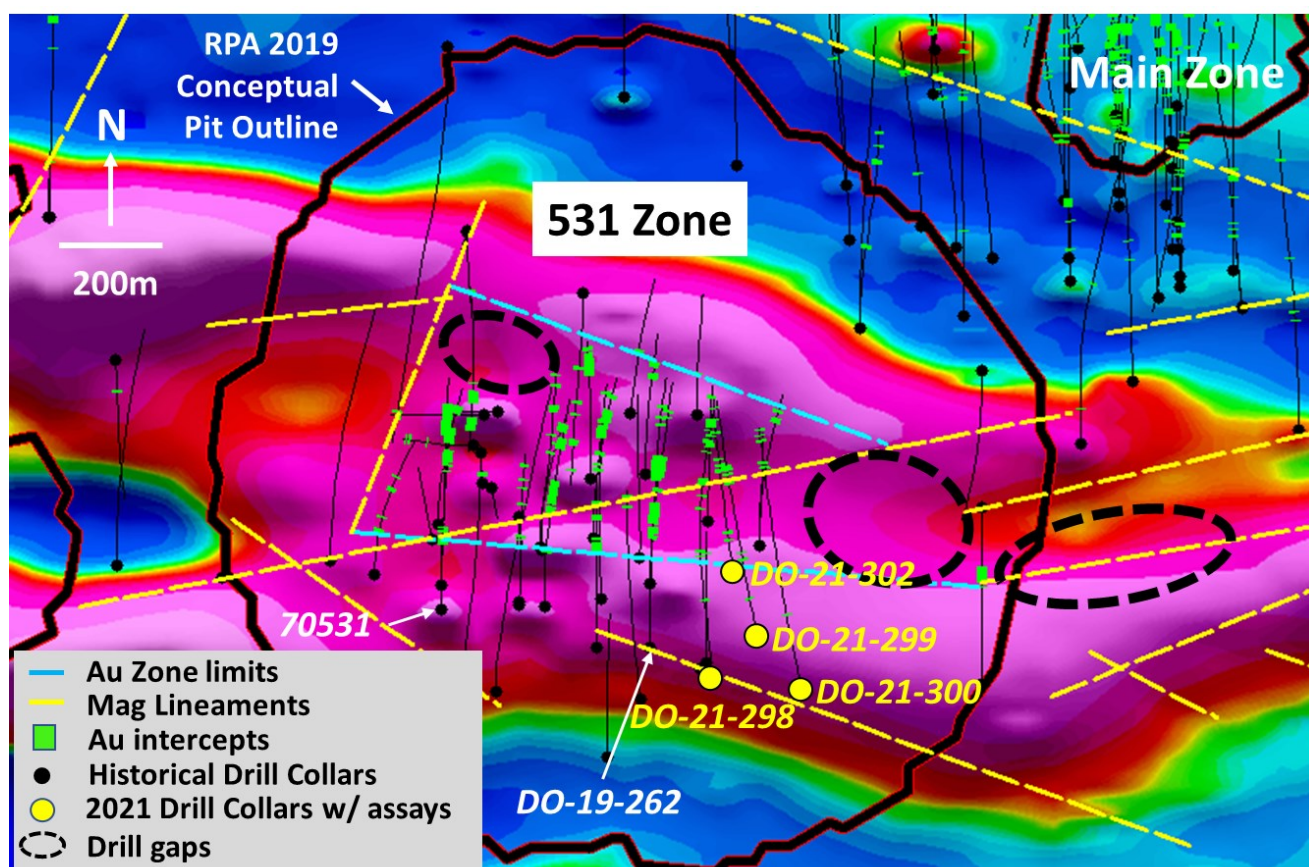 RPA 2019
Conceptual
Pit Outline
Main Zone
N
200m
531 Zone
DO-21-302
DO-21-299
DO-21-300
DO-21-298
70531
DO-19-262
Au Zone limits
Mag Lineaments
Au intercepts
Historical Drill Collars
2021 Drill Collars w/ assays
Drill gaps